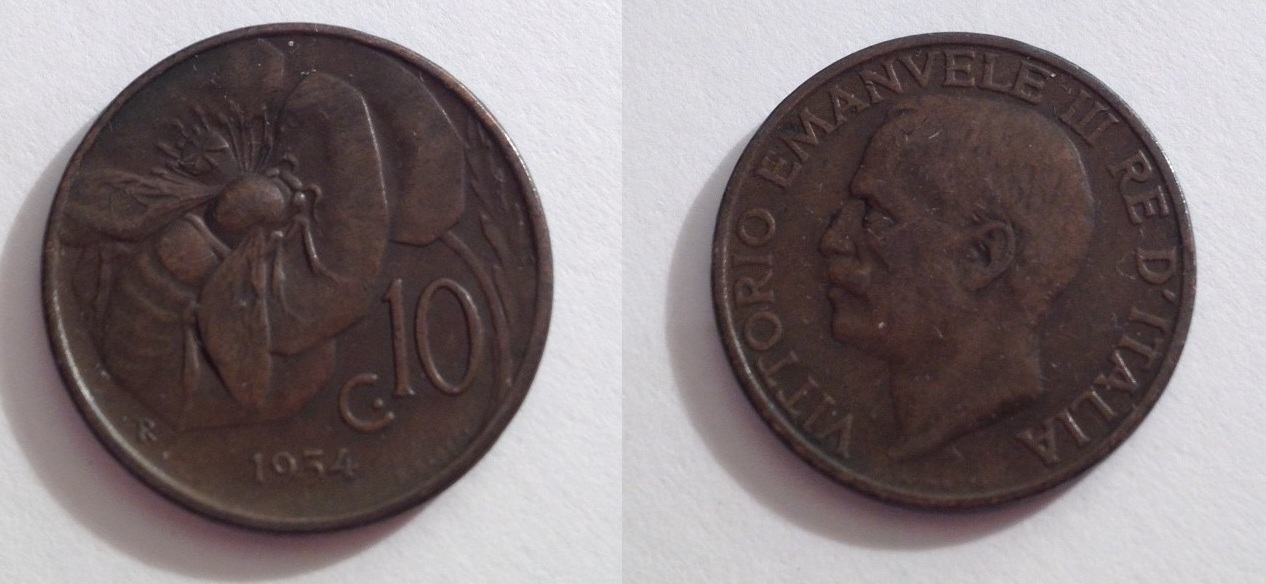 C. 10
R
1934
VITTORIO EMANVELE III RE D'ITALIA